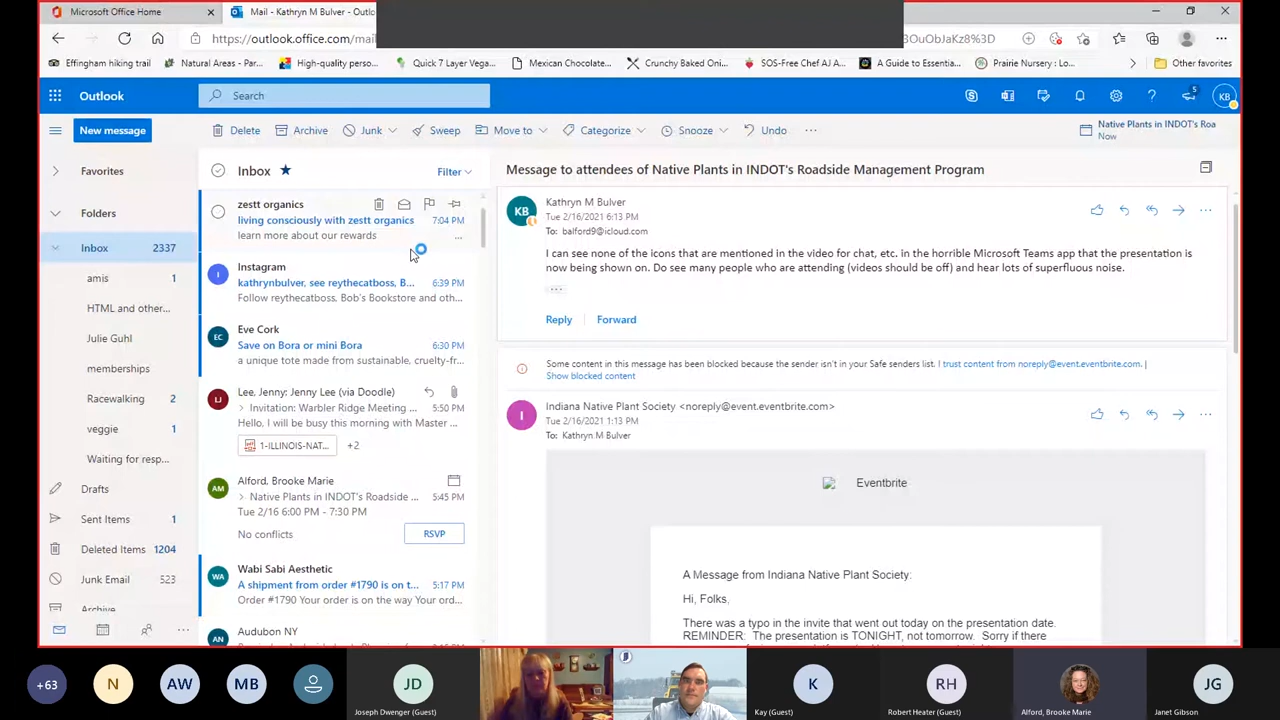 Microsoft Office Home
Mail - Kathryn M Bulver - Outlo
https://outlook.office.com/mail
3OuObJaKz8%3D
Effingham hiking trail
Natural Areas - Par...
High-quality perso...
Quick 7 Layer Vega...
Mexican Chocolate...
Crunchy Baked Oni...
SOS-Free Chef AJ A...
A Guide to Essentia...
Prairie Nursery : Lo...
Other favorites
Outlook
Search
5
KB
New message
Delete
Archive
Junk
Sweep
Move to
Categorize
Snooze
Undo
Native Plants in INDOT's Roa
Now
Favorites
Folders
Inbox 2337
amis 1
HTML and other...
Julie Guhl
memberships
Racewalking 2
veggie 1
Waiting for resp...
Drafts
Sent Items 1
Deleted Items 1204
Junk Email 523
Archive
Inbox
Filter
zestt organics
living consciously with zestt organics 7:04 PM
learn more about our rewards
I
Instagram
kathrynbulver, see reythecatboss, B... 6:39 PM
Follow reythecatboss, Bob's Bookstore and oth...
EC
Eve Cork
Save on Bora or mini Bora 6:30 PM
a unique tote made from sustainable, cruelty-fr...
LJ
Lee, Jenny: Jenny Lee (via Doodle)
Invitation: Warbler Ridge Meeting ... 5:50 PM
Hello, I will be busy this morning with Master ...
1-ILLINOIS-NAT... +2
AM
Alford, Brooke Marie
Native Plants in INDOT's Roadside ... 5:45 PM
Tue 2/16 6:00 PM - 7:30 PM
No conflicts RSVP
WA
Wabi Sabi Aesthetic
A shipment from order #1790 is on t... 5:17 PM
Order #1790 Your order is on the way Your ord...
AN
Audubon NY
Message to attendees of Native Plants in INDOT's Roadside Management Program
KB
Kathryn M Bulver
Tue 2/16/2021 6:13 PM
To: balford9@icloud.com
I can see none of the icons that are mentioned in the video for chat, etc. in the horrible Microsoft Teams app that the presentation is
now being shown on. Do see many people who are attending (videos should be off) and hear lots of superfluous noise.
Reply Forward
Some content in this message has been blocked because the sender isn't in your Safe senders list. I trust content from noreply@event.eventbrite.com. |
Show blocked content
I
Indiana Native Plant Society <noreply@event.eventbrite.com>
Tue 2/16/2021 1:13 PM
To: Kathryn M Bulver
Eventbrite
A Message from Indiana Native Plant Society:
Hi, Folks,
There was a typo in the invite that went out today on the presentation date.
REMINDER: The presentation is TONIGHT, not tomorrow. Sorry if there
+63
N
AW
MB
JD
Joseph Dwenger (Guest)
K
Kay (Guest)
RH
Robert Heater (Guest)
Alford, Brooke Marie
JG
Janet Gibson